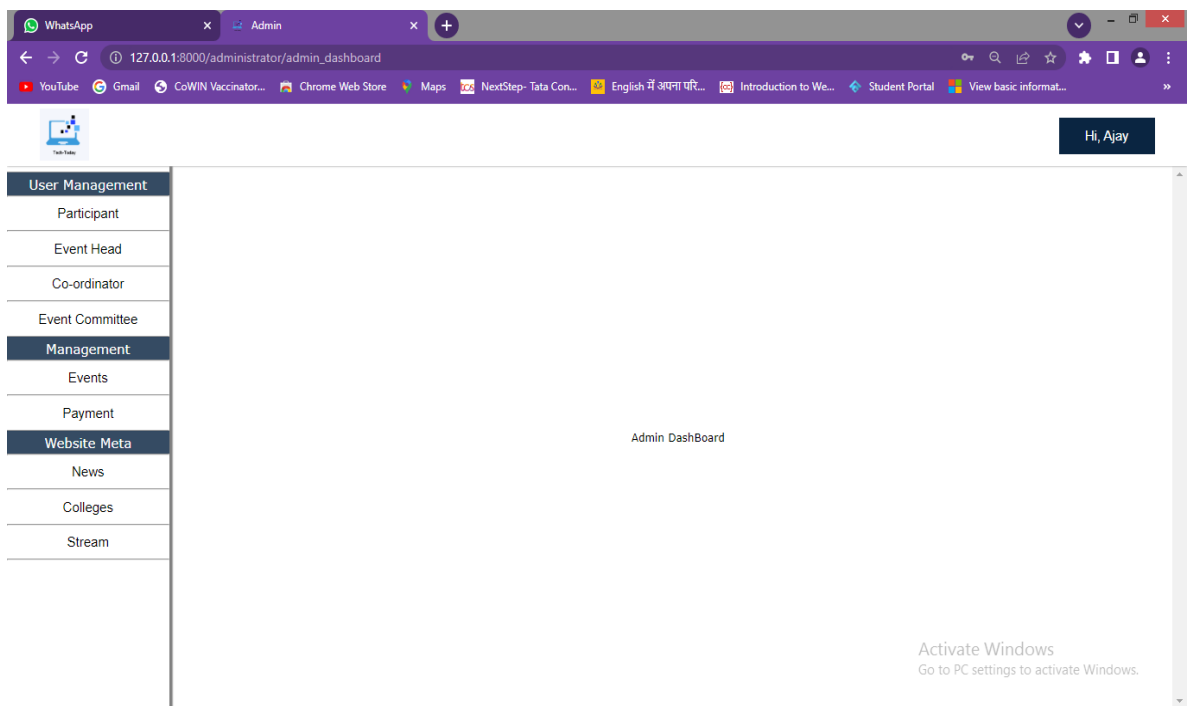 WhatsApp
Admin
127.0.0.1:8000/administrator/admin_dashboard
YouTube Gmail CoWIN Vaccinator... Chrome Web Store Maps NextStep- Tata Con... English में अपना परि... Introduction to We... Student Portal View basic informat...
Tech-Today
Hi, Ajay
User Management
Participant
Event Head
Co-ordinator
Event Committee
Management
Events
Payment
Website Meta
News
Colleges
Stream
Admin DashBoard
Activate Windows
Go to PC settings to activate Windows.